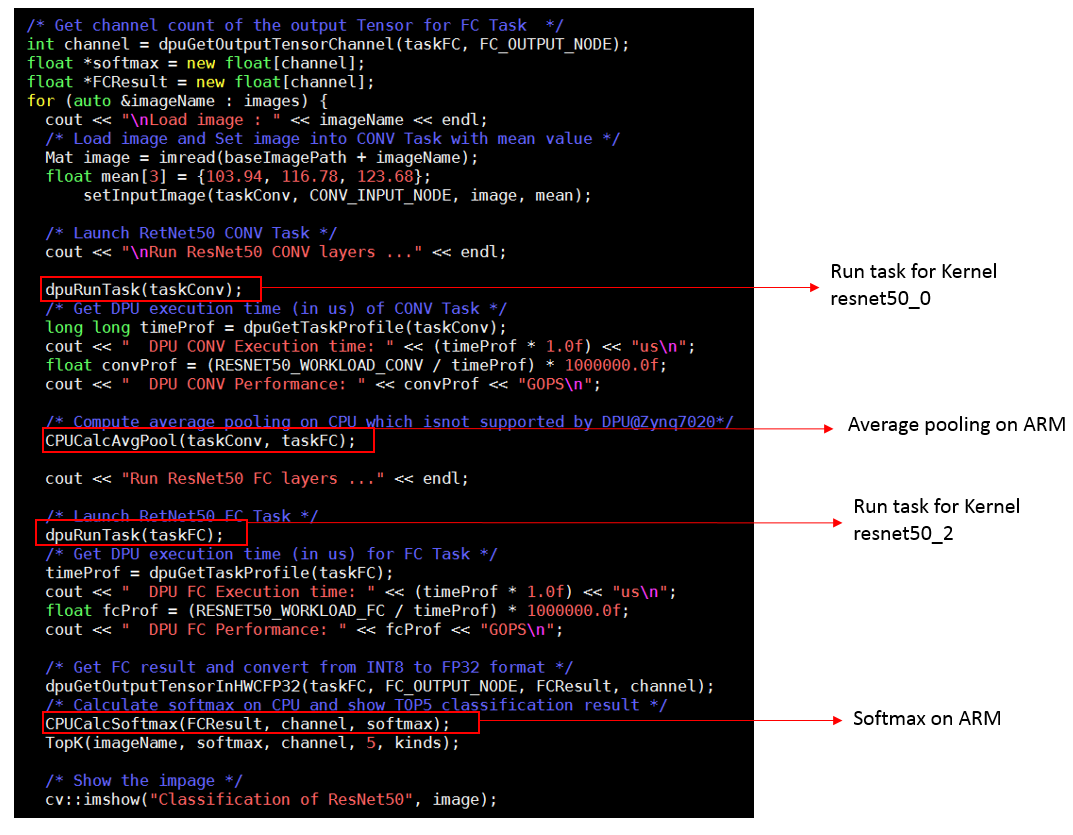 /* Get channel count of the output Tensor for FC Task  */
int channel = dpuGetOutputTensorChannel(taskFC, FC_OUTPUT_NODE);
float *softmax = new float[channel];
float *FCResult = new float[channel];
for (auto &imageName : images) {
  cout << "\nLoad image : " << imageName << endl;
  /* Load image and Set image into CONV Task with mean value */
  Mat image = imread(baseImagePath + imageName);
  float mean[3] = {103.94, 116.78, 123.68};
      setInputImage(taskConv, CONV_INPUT_NODE, image, mean);
  /* Launch RetNet50 CONV Task */
  cout << "\nRun ResNet50 CONV layers ..." << endl;
  dpuRunTask(taskConv);
Run task for Kernel
resnet50_0
  /* Get DPU execution time (in us) of CONV Task */
  long long timeProf = dpuGetTaskProfile(taskConv);
  cout << "  DPU CONV Execution time: " << (timeProf * 1.0f) << "us\n";
  float convProf = (RESNET50_WORKLOAD_CONV / timeProf) * 1000000.0f;
  cout << "  DPU CONV Performance: " << convProf << "GOPS\n";
  /* Compute average pooling on CPU which isnot supported by DPU@Zynq7020*/
  CPUCalcAvgPool(taskConv, taskFC);
Average pooling on ARM
  cout << "Run ResNet50 FC layers ..." << endl;
  /* Launch RetNet50 FC Task */
  dpuRunTask(taskFC);
Run task for Kernel
resnet50_2
  /* Get DPU execution time (in us) for FC Task */
  timeProf = dpuGetTaskProfile(taskFC);
  cout << "  DPU FC Execution time: " << (timeProf * 1.0f) << "us\n";
  float fcProf = (RESNET50_WORKLOAD_FC / timeProf) * 1000000.0f;
  cout << "  DPU FC Performance: " << fcProf << "GOPS\n";
  /* Get FC result and convert from INT8 to FP32 format */
  dpuGetOutputTensorInHWCFP32(taskFC, FC_OUTPUT_NODE, FCResult, channel);
  /* Calculate softmax on CPU and show TOP5 classification result */
  CPUCalcSoftmax(FCResult, channel, softmax);
Softmax on ARM
  TopK(imageName, softmax, channel, 5, kinds);
  /* Show the impage */
  cv::imshow("Classification of ResNet50", image);